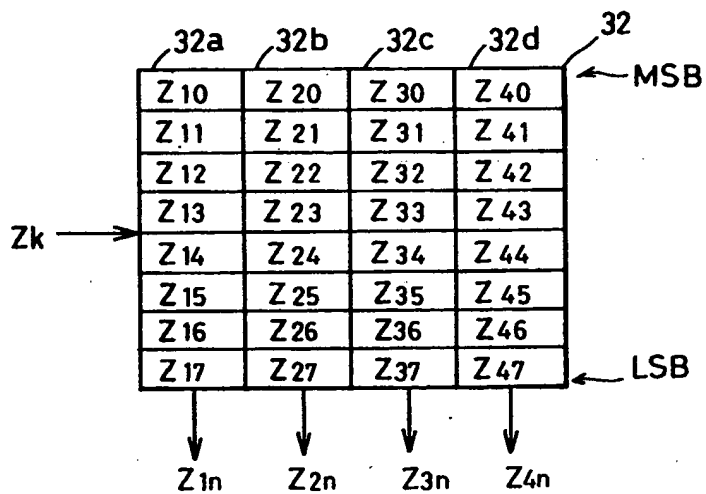 32a 32b 32c 32d 32
Z10 Z20 Z30 Z40 MSB
Z11 Z21 Z31 Z41
Z12 Z22 Z32 Z42
Z13 Z23 Z33 Z43
Zk
Z14 Z24 Z34 Z44
Z15 Z25 Z35 Z45
Z16 Z26 Z36 Z46
Z17 Z27 Z37 Z47 LSB
Z1n Z2n Z3n Z4n